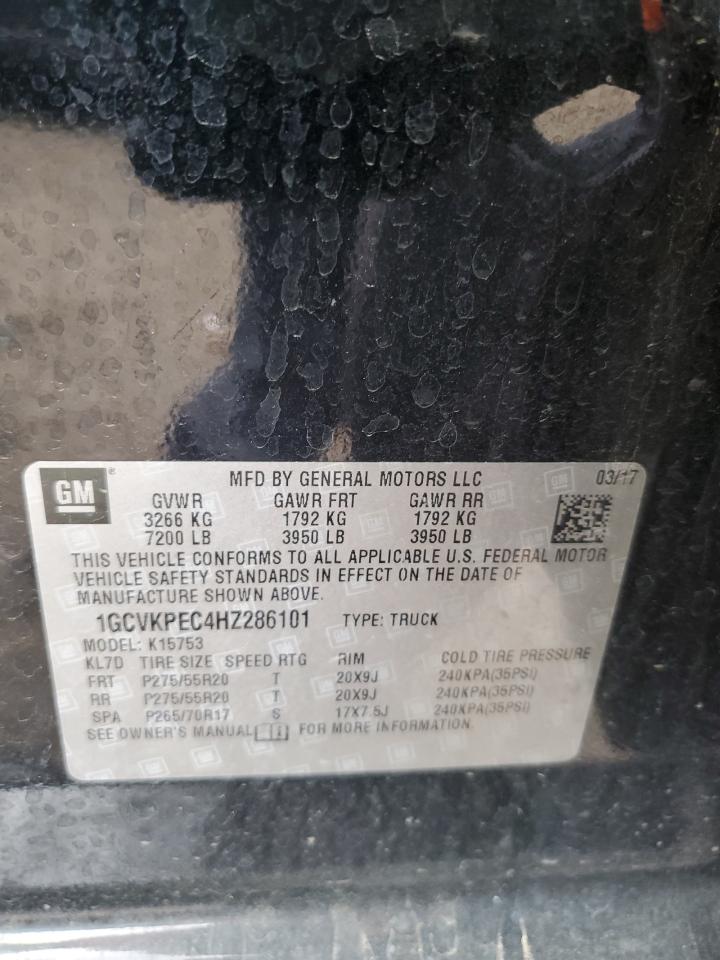 GM ®
MFD BY GENERAL MOTORS LLC 03/17
GVWR GAWR FRT GAWR RR
3266 KG 1792 KG 1792 KG
7200 LB 3950 LB 3950 LB
THIS VEHICLE CONFORMS TO ALL APPLICABLE U.S. FEDERAL MOTOR
VEHICLE SAFETY STANDARDS IN EFFECT ON THE DATE OF
MANUFACTURE SHOWN ABOVE.
1GCVKPEC4HZ286101 TYPE: TRUCK
MODEL: K15753
KL7D TIRE SIZE SPEED RTG RIM COLD TIRE PRESSURE
FRT P275/55R20 T 20X9J 240KPA(35PSI)
RR P275/55R20 T 20X9J 240KPA(35PSI)
SPA P265/70R17 S 17X7.5J 240KPA(35PSI)
SEE OWNER'S MANUAL FOR MORE INFORMATION.